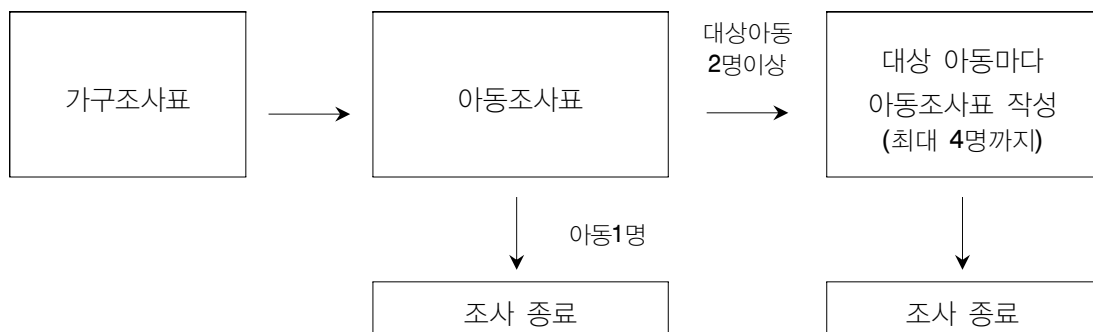 가구조사표
아동조사표
대상아동
2명이상
대상 아동마다
아동조사표 작성
(최대 4명까지)
아동1명
조사 종료
조사 종료